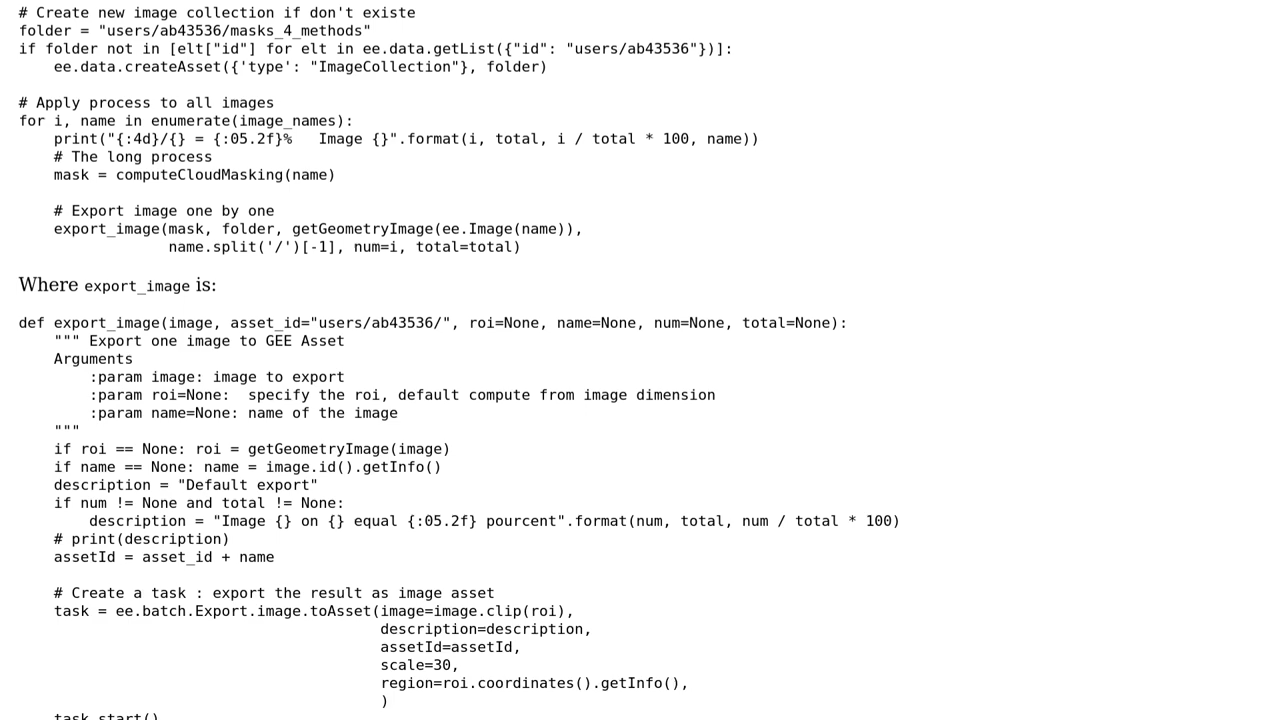 # Create new image collection if don't existe
folder = "users/ab43536/masks_4_methods"
if folder not in [elt["id"] for elt in ee.data.getList({"id": "users/ab43536"})]:
    ee.data.createAsset({'type': "ImageCollection"}, folder)

# Apply process to all images
for i, name in enumerate(image_names):
    print("{:4d}/{} = {:05.2f}%   Image {}".format(i, total, i / total * 100, name))
    # The long process
    mask = computeCloudMasking(name)

    # Export image one by one
    export_image(mask, folder, getGeometryImage(ee.Image(name)),
                 name.split('/')[-1], num=i, total=total)

Where export_image is:

def export_image(image, asset_id="users/ab43536/", roi=None, name=None, num=None, total=None):
    """ Export one image to GEE Asset
    Arguments
        :param image: image to export
        :param roi=None:  specify the roi, default compute from image dimension
        :param name=None: name of the image
    """
    if roi == None: roi = getGeometryImage(image)
    if name == None: name = image.id().getInfo()
    description = "Default export"
    if num != None and total != None:
        description = "Image {} on {} equal {:05.2f} pourcent".format(num, total, num / total * 100)
    # print(description)
    assetId = asset_id + name

    # Create a task : export the result as image asset
    task = ee.batch.Export.image.toAsset(image=image.clip(roi),
                                         description=description,
                                         assetId=assetId,
                                         scale=30,
                                         region=roi.coordinates().getInfo(),
                                         )
    task.start()